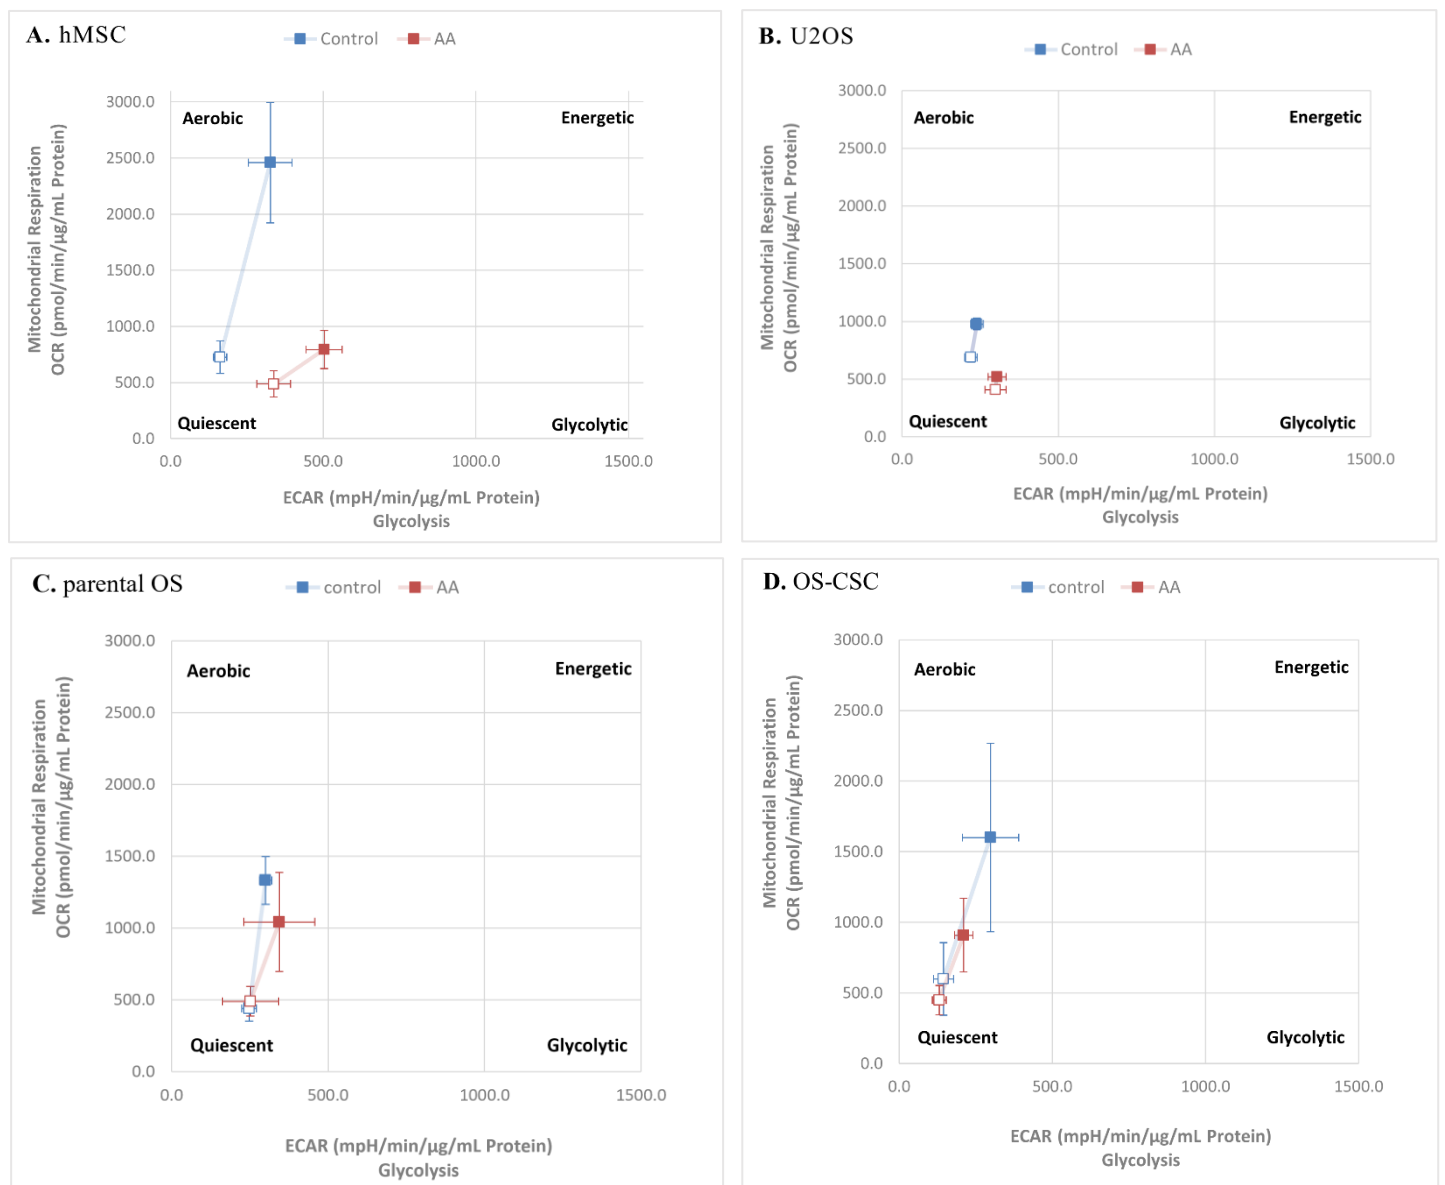 A. hMSC
Control AA
Mitochondrial Respiration
OCR (pmol/min/µg/mL Protein)
3000.0
2500.0
2000.0
1500.0
1000.0
500.0
0.0
Aerobic Energetic
Quiescent Glycolytic
0.0 500.0 1000.0 1500.0
ECAR (mpH/min/µg/mL Protein)
Glycolysis
B. U2OS
Control AA
Mitochondrial Respiration
OCR (pmol/min/µg/mL Protein)
3000.0
2500.0
2000.0
1500.0
1000.0
500.0
0.0
Aerobic Energetic
Quiescent Glycolytic
0.0 500.0 1000.0 1500.0
ECAR (mpH/min/µg/mL Protein)
Glycolysis
C. parental OS
control AA
Mitochondrial Respiration
OCR (pmol/min/µg/mL Protein)
3000.0
2500.0
2000.0
1500.0
1000.0
500.0
0.0
Aerobic Energetic
Quiescent Glycolytic
0.0 500.0 1000.0 1500.0
ECAR (mpH/min/µg/mL Protein)
Glycolysis
D. OS-CSC
control AA
Mitochondrial Respiration
OCR (pmol/min/µg/mL Protein)
3000.0
2500.0
2000.0
1500.0
1000.0
500.0
0.0
Aerobic Energetic
Quiescent Glycolytic
0.0 500.0 1000.0 1500.0
ECAR (mpH/min/µg/mL Protein)
Glycolysis